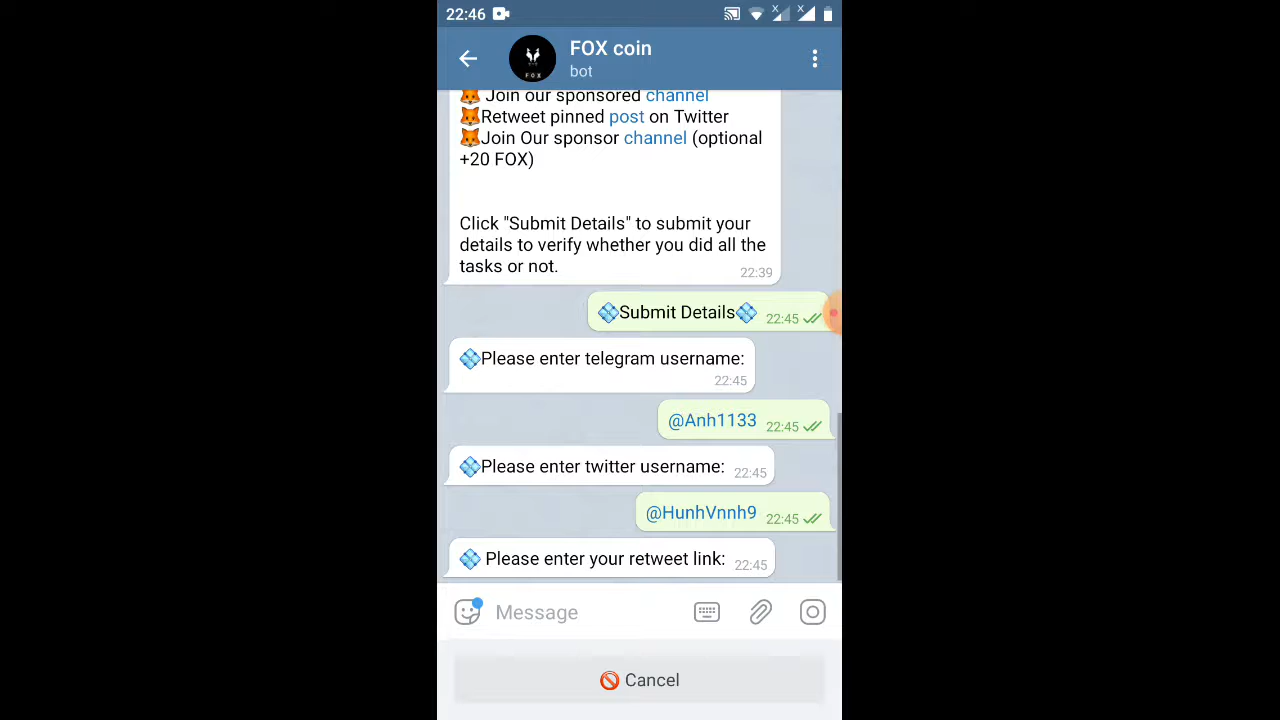 22:46
FOX coin
bot
FOX
🦊 Join our sponsored channel
🦊Retweet pinned post on Twitter
🦊Join Our sponsor channel (optional
+20 FOX)
Click "Submit Details" to submit your
details to verify whether you did all the
tasks or not.
22:39
💠Submit Details💠 22:45
💠Please enter telegram username:
22:45
@Anh1133 22:45
💠Please enter twitter username: 22:45
@HunhVnnh9 22:45
💠 Please enter your retweet link: 22:45
Message
🚫 Cancel